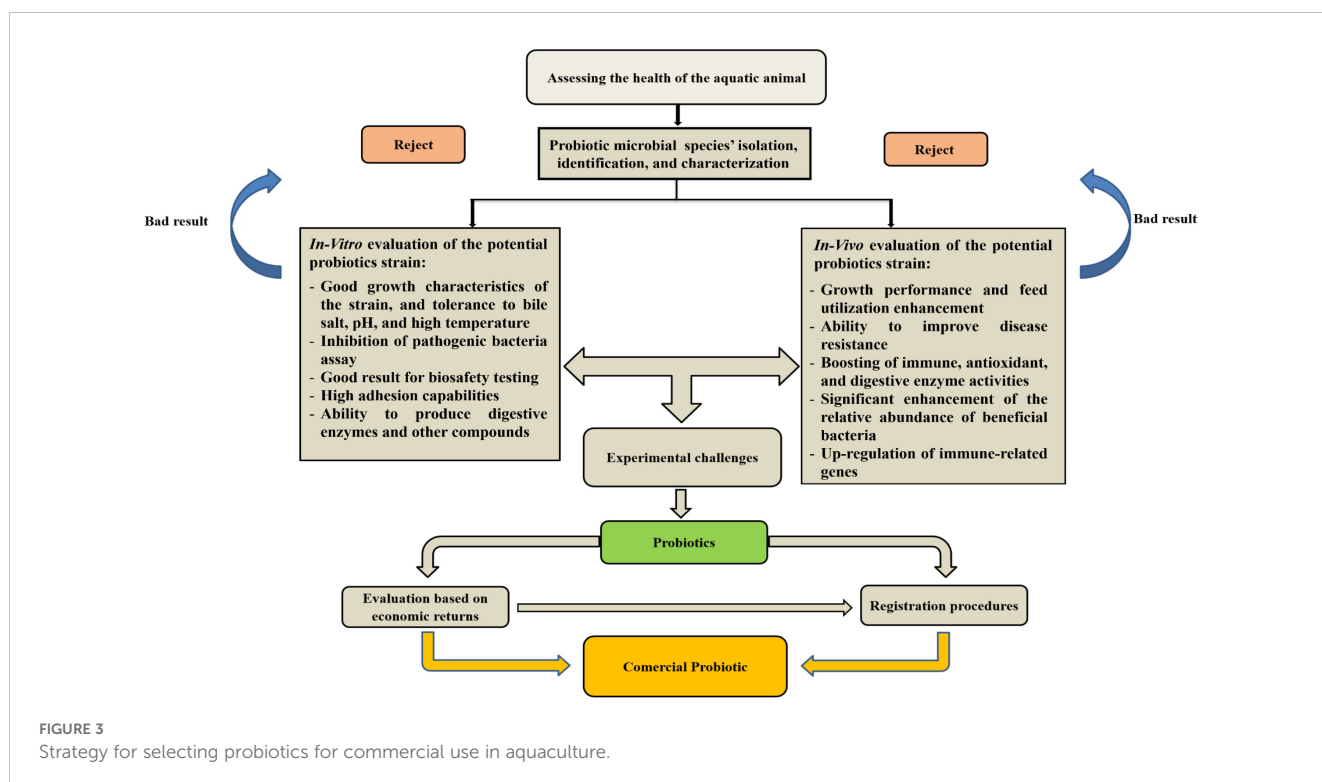 Assessing the health of the aquatic animal
Reject
Probiotic microbial species' isolation,
identification, and characterization
Reject
Bad result
Bad result
In-Vitro evaluation of the potential
probiotics strain:
- Good growth characteristics of
the strain, and tolerance to bile
salt, pH, and high temperature
- Inhibition of pathogenic bacteria
assay
- Good result for biosafety testing
- High adhesion capabilities
- Ability to produce digestive
enzymes and other compounds
In-Vivo evaluation of the potential
probiotics strain:
- Growth performance and feed
utilization enhancement
- Ability to improve disease
resistance
- Boosting of immune, antioxidant,
and digestive enzyme activities
- Significant enhancement of the
relative abundance of beneficial
bacteria
- Up-regulation of immune-related
genes
Experimental challenges
Probiotics
Evaluation based on
economic returns
Registration procedures
Comercial Probiotic
FIGURE 3
Strategy for selecting probiotics for commercial use in aquaculture.